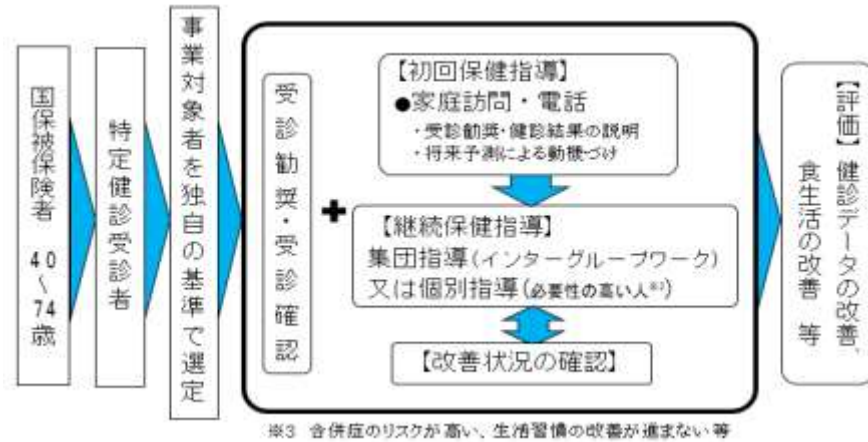 国保被保険者 40~74歳
特定健診受診者
事業対象者を独自の基準で選定
受診勧奨・受診確認
+
【初回保健指導】
●家庭訪問・電話
・受診勧奨・健診結果の説明
・将来予測による動機づけ
【継続保健指導】
集団指導(インターグループワーク)
又は個別指導(必要性の高い人※3)
【改善状況の確認】
【評価】健診データの改善、
食生活の改善 等
※3 合併症のリスクが高い、生活習慣の改善が進まない等